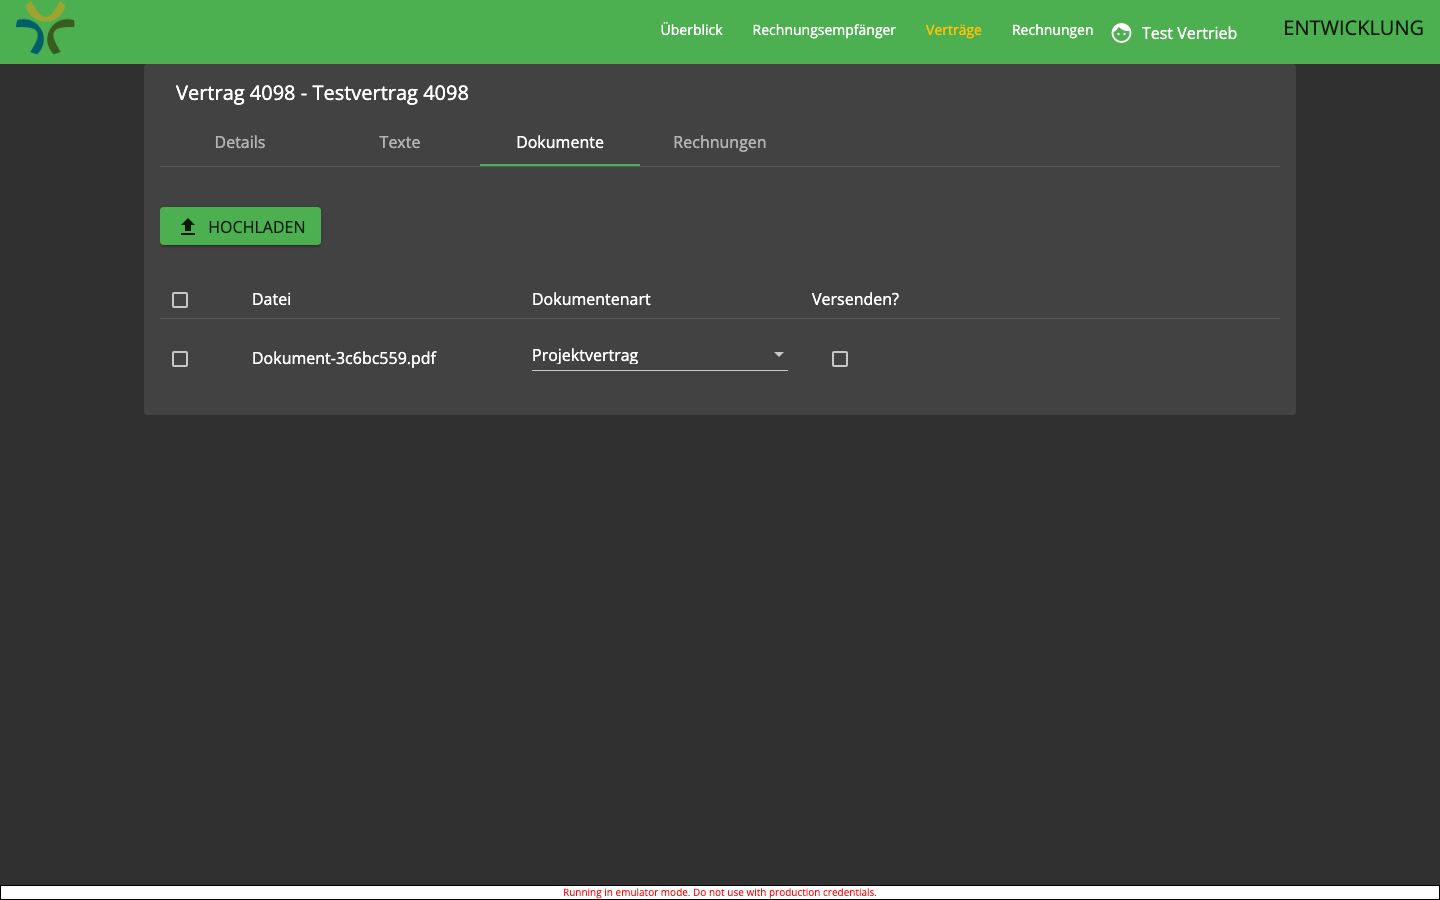 Überblick Rechnungsempfänger Verträge Rechnungen Test Vertrieb ENTWICKLUNG
Vertrag 4098 - Testvertrag 4098
Details Texte Dokumente Rechnungen
HOCHLADEN
Datei Dokumentenart Versenden?
Dokument-3c6bc559.pdf Projektvertrag
Running in emulator mode. Do not use with production credentials.